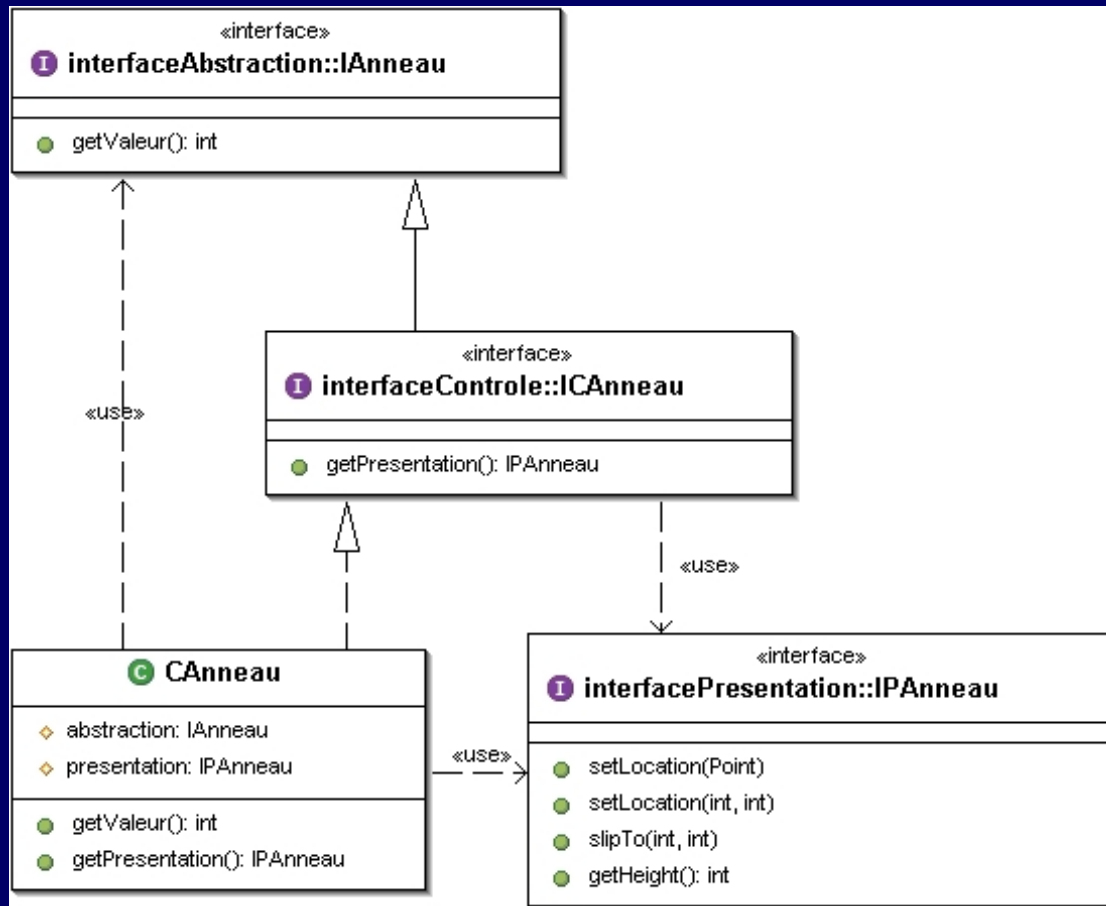 «interface»
I interfaceAbstraction::IAnneau
getValeur(): int
«interface»
I interfaceControle::ICAnneau
«use»
getPresentation(): IPAnneau
«use»
«interface»
C CAnneau
I interfacePresentation::IPAnneau
abstraction: IAnneau
presentation: IPAnneau
«use»
setLocation(Point)
setLocation(int, int)
getValeur(): int
slipTo(int, int)
getPresentation(): IPAnneau
getHeight(): int